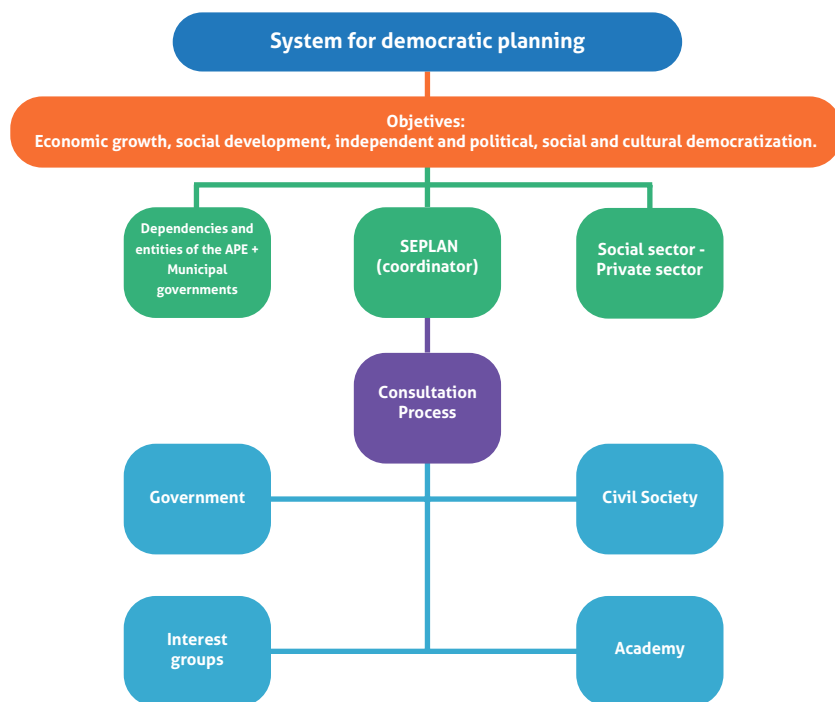 System for democratic planning
Objectives:
Economic growth, social development, independent and political, social and cultural democratization.
Dependencies and
entities of the APE +
Municipal
governments
SEPLAN
(coordinator)
Social sector -
Private sector
Consultation
Process
Government
Civil Society
Interest
groups
Academy